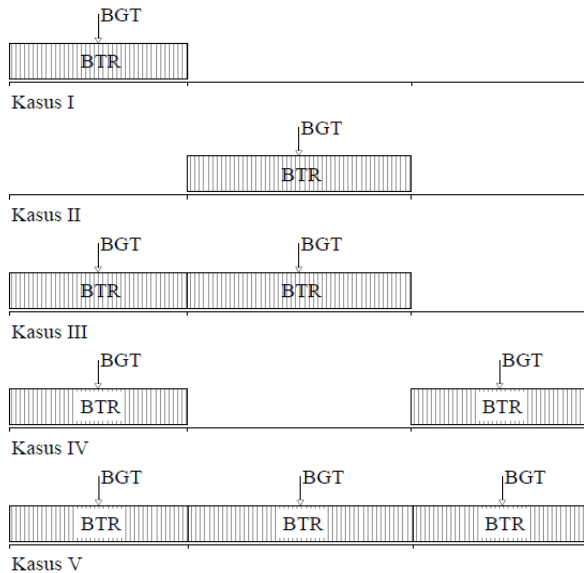 BGT
BTR
Kasus I
BGT
BTR
Kasus II
BGT BGT
BTR BTR
Kasus III
BGT BGT
BTR BTR
Kasus IV
BGT BGT BGT
BTR BTR BTR
Kasus V